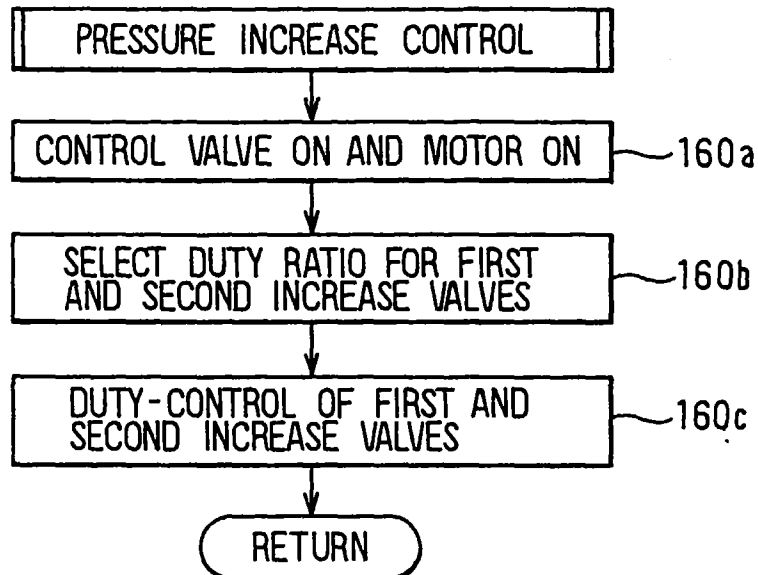 PRESSURE INCREASE CONTROL
CONTROL VALVE ON AND MOTOR ON
160a
SELECT DUTY RATIO FOR FIRST
AND SECOND INCREASE VALVES
160b
DUTY-CONTROL OF FIRST AND
SECOND INCREASE VALVES
160c
RETURN